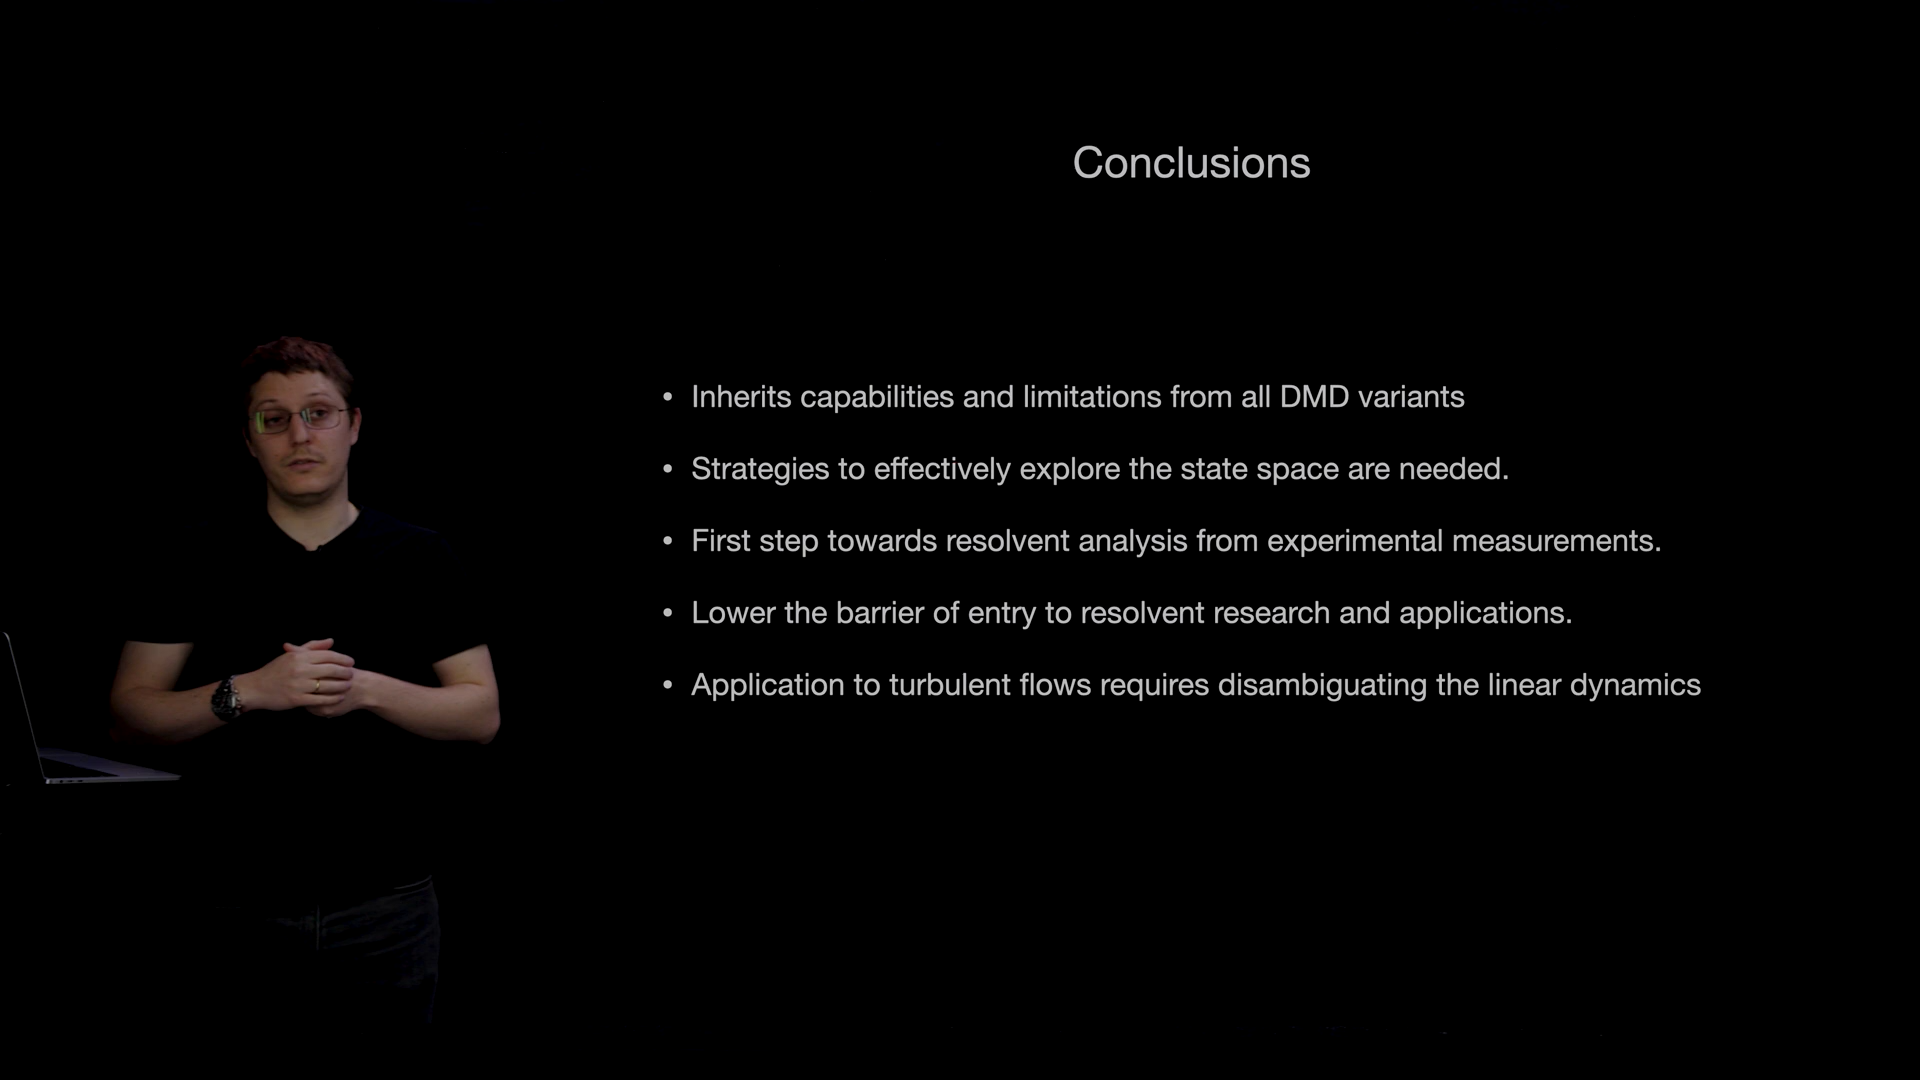 Conclusions
• Inherits capabilities and limitations from all DMD variants
• Strategies to effectively explore the state space are needed.
• First step towards resolvent analysis from experimental measurements.
• Lower the barrier of entry to resolvent research and applications.
• Application to turbulent flows requires disambiguating the linear dynamics